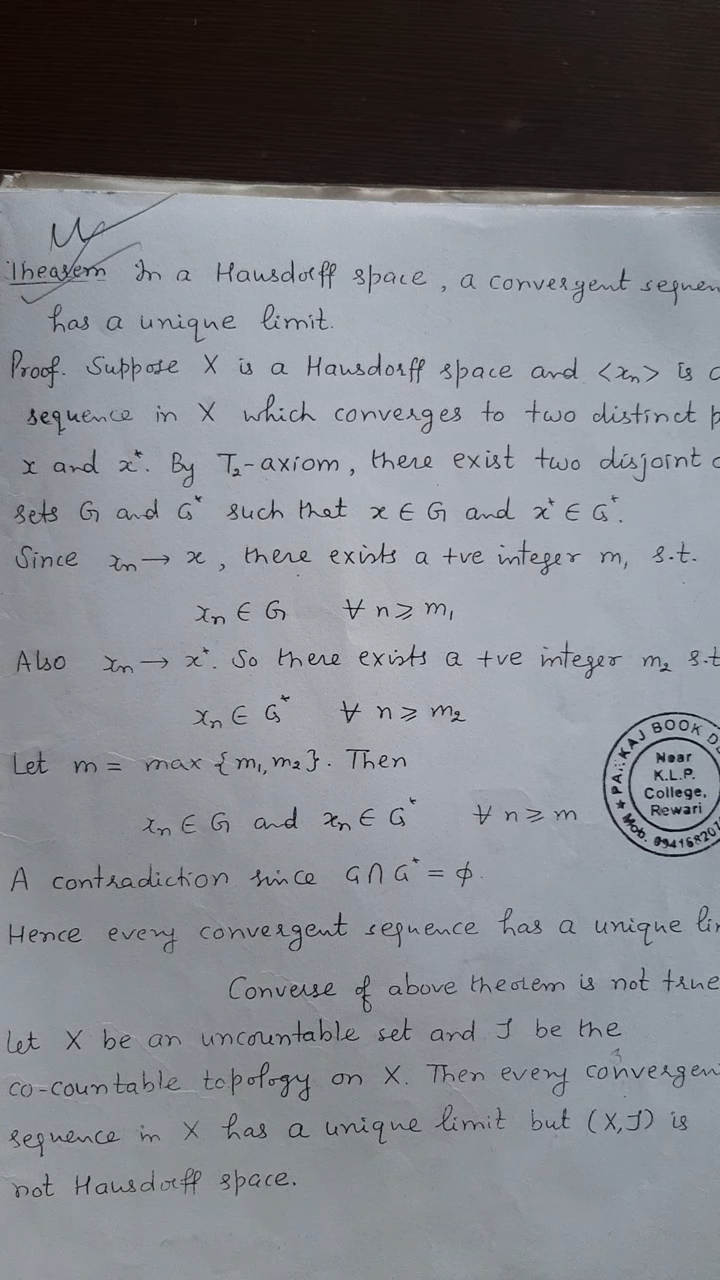 Theorem In a Hausdorff space, a convergent sequen
has a unique limit.
Proof. Suppose X is a Hausdorff space and <xₙ> is
sequence in X which converges to two distinct
x and x*. By T₂-axiom, there exist two disjoint
sets G and G* such that x ∈ G and x* ∈ G*.
Since xₙ → x, there exists a +ve integer m₁ s.t.
xₙ ∈ G ∀ n ≥ m₁
Also xₙ → x*. So there exists a +ve integer m₂ s.t
xₙ ∈ G* ∀ n ≥ m₂
Let m = max {m₁, m₂}. Then
xₙ ∈ G and xₙ ∈ G* ∀ n ≥ m
A contradiction since G∩G* = ϕ.
Hence every convergent sequence has a unique
Converse of above theorem is not true
Let X be an uncountable set and J be the
co-countable topology on X. Then every convergen
sequence in X has a unique limit but (X, J) is
not Hausdorff space.
KAJ BOOK D
Near
K.L.P.
College,
Rewari
Mob.